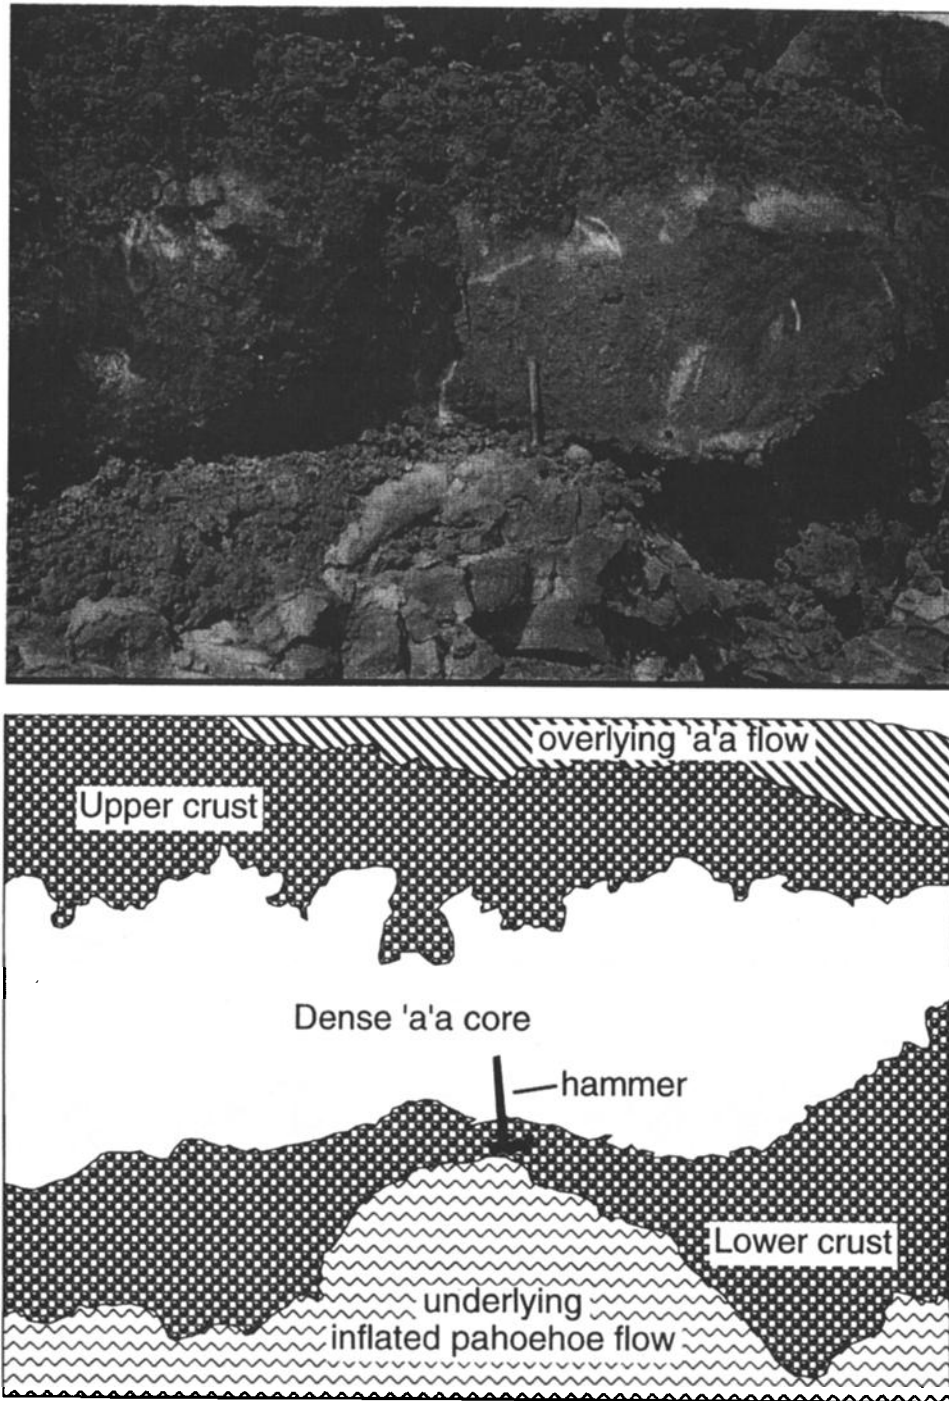 overlying 'a'a flow
Upper crust
Dense 'a'a core
hammer
Lower crust
underlying
inflated pahoehoe flow